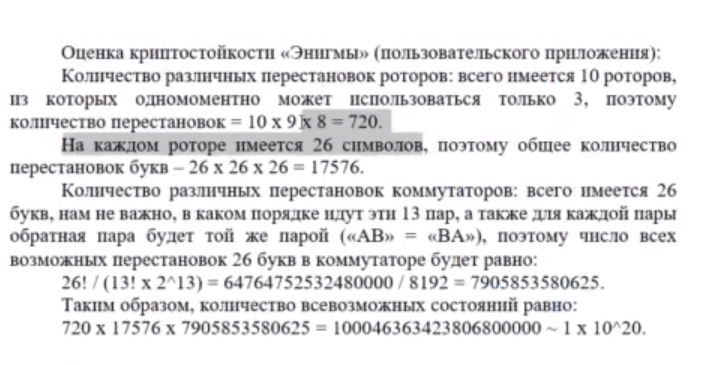 Оценка криптостойкости «Энигмы» (пользовательского приложения):
Количество различных перестановок роторов: всего имеется 10 роторов,
из которых одномоментно может использоваться только 3, поэтому
количество перестановок = 10 x 9 x 8 = 720.
На каждом роторе имеется 26 символов, поэтому общее количество
перестановок букв – 26 x 26 x 26 = 17576.
Количество различных перестановок коммутаторов: всего имеется 26
букв, нам не важно, в каком порядке идут эти 13 пар, а также для каждой пары
обратная пара будет той же парой («AB» = «BA»), поэтому число всех
возможных перестановок 26 букв в коммутаторе будет равно:
26! / (13! x 2^13) = 64764752532480000 / 8192 = 7905853580625.
Таким образом, количество всевозможных состояний равно:
720 x 17576 x 7905853580625 = 100046363423806800000 ~ 1 x 10^20.